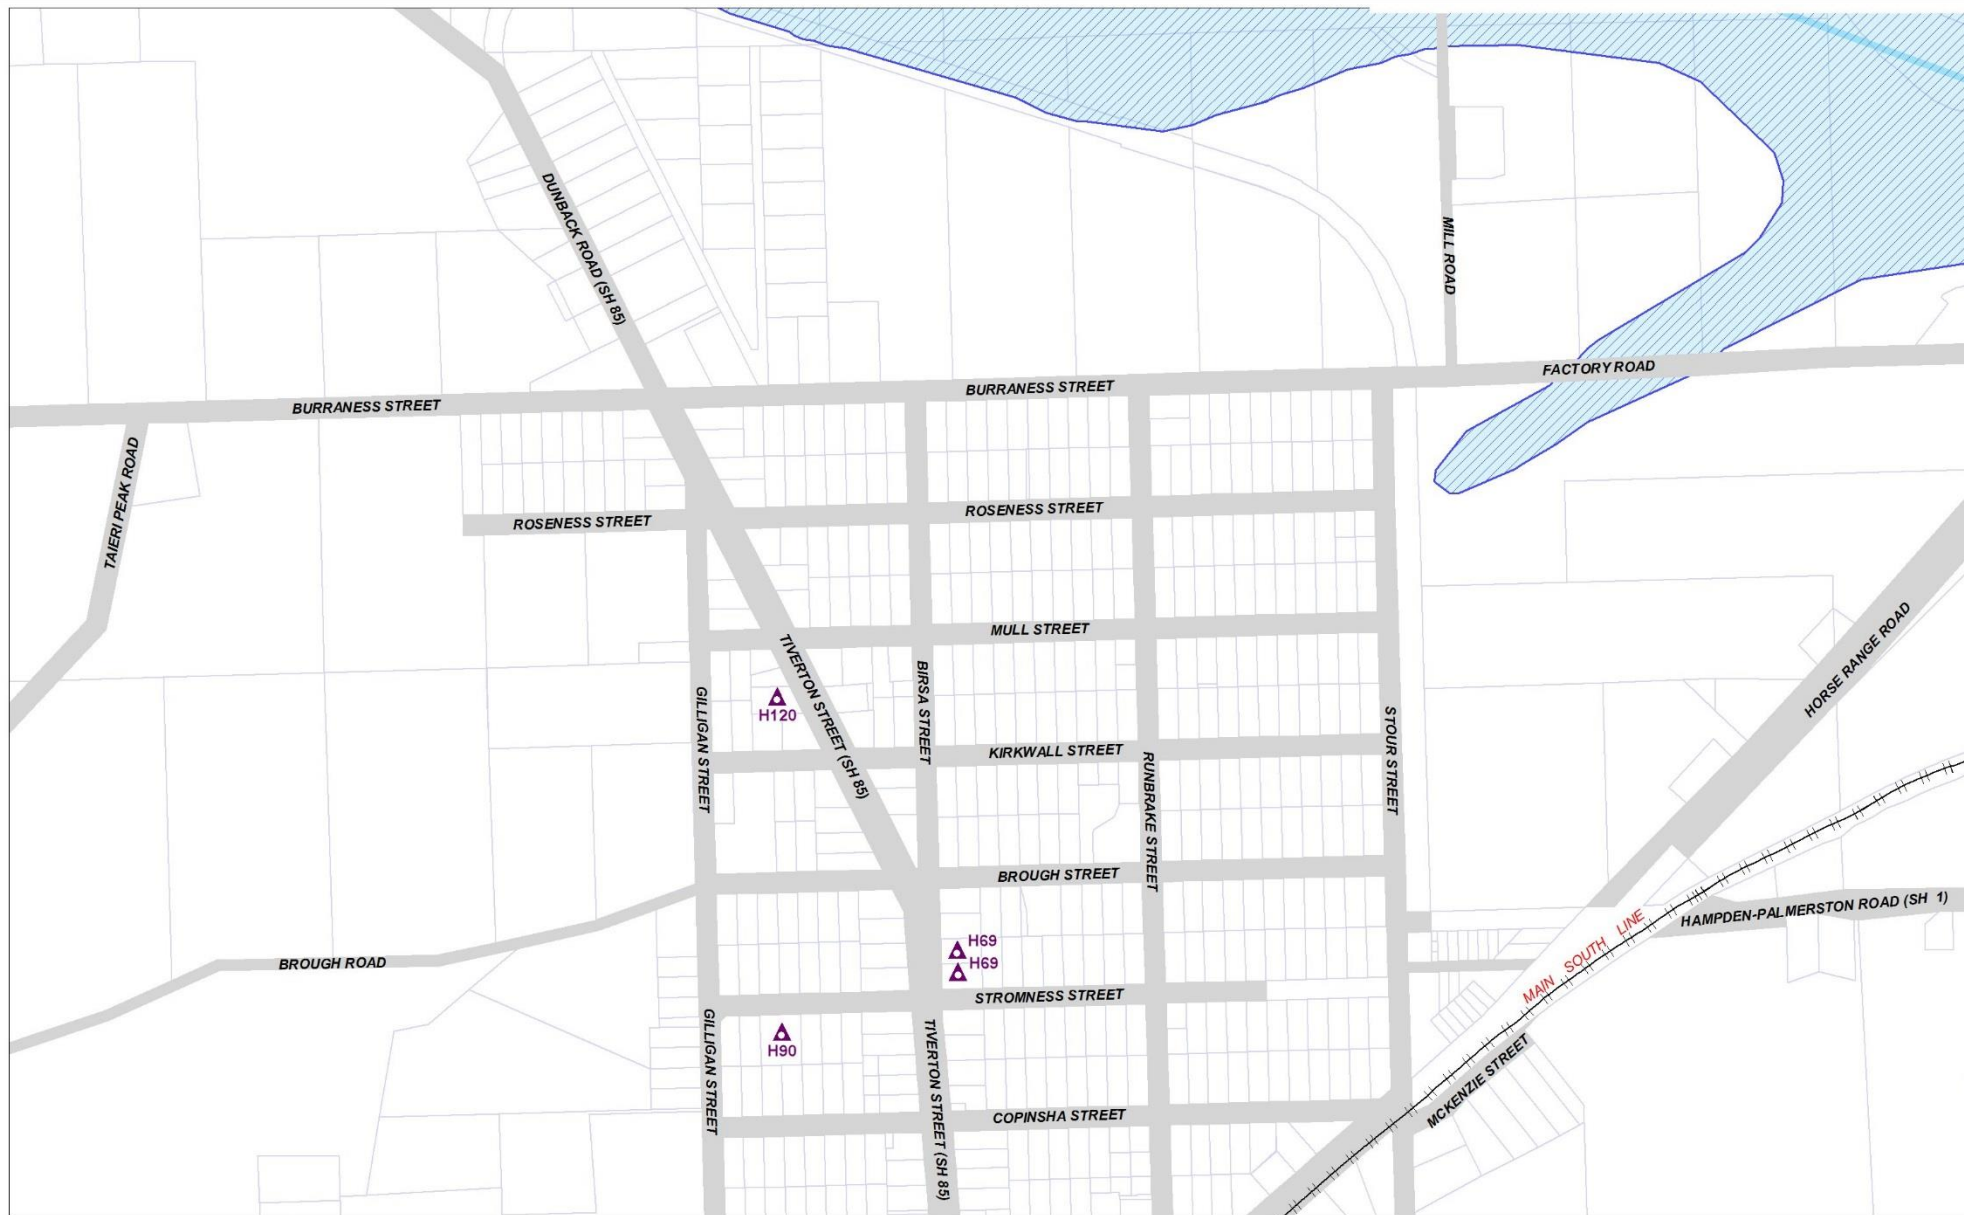 DUNBACK ROAD (SH 85)
MILL ROAD
FACTORY ROAD
BURRANESS STREET
BURRANESS STREET
TAIERI PEAK ROAD
ROSENESS STREET
ROSENESS STREET
HORSE RANGE ROAD
MULL STREET
TIVERTON STREET (SH 85)
BIRSA STREET
GILLIGAN STREET
H120
STOUR STREET
KIRKWALL STREET
RUNBRAKE STREET
BROUGH STREET
HAMPDEN-PALMERSTON ROAD (SH 1)
MAIN SOUTH LINE
H69
H69
BROUGH ROAD
STROMNESS STREET
GILLIGAN STREET
H90
TIVERTON STREET (SH 85)
MCKENZIE STREET
COPINSHA STREET